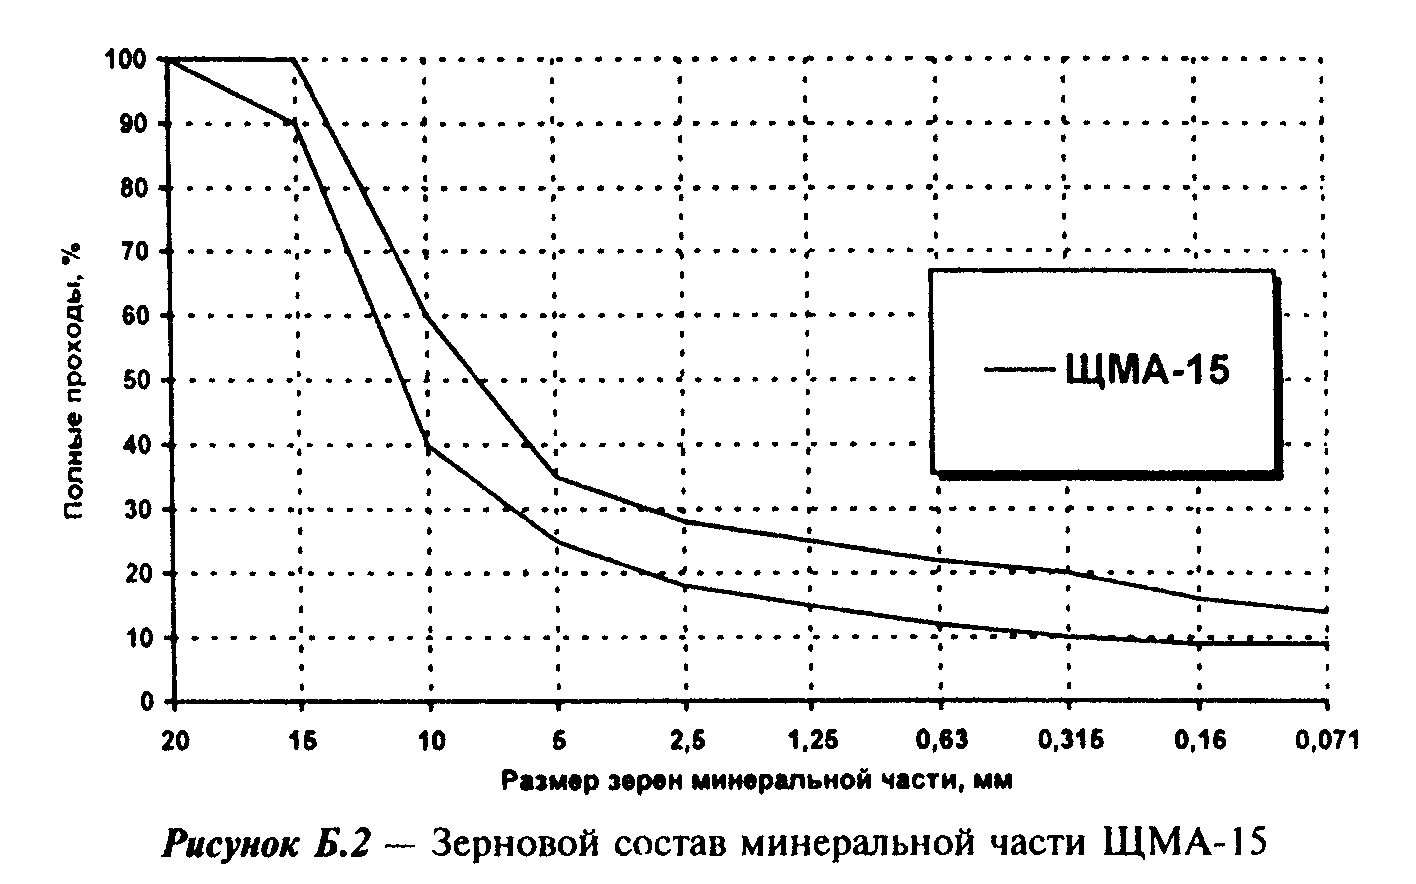 100
90
80
70
60
50
40
30
20
10
0
Полные проходы, %
ЩМА-15
20 15 10 5 2,5 1,25 0,63 0,315 0,16 0,071
Размер зерен минеральной части, мм
Рисунок Б.2 — Зерновой состав минеральной части ЩМА-15